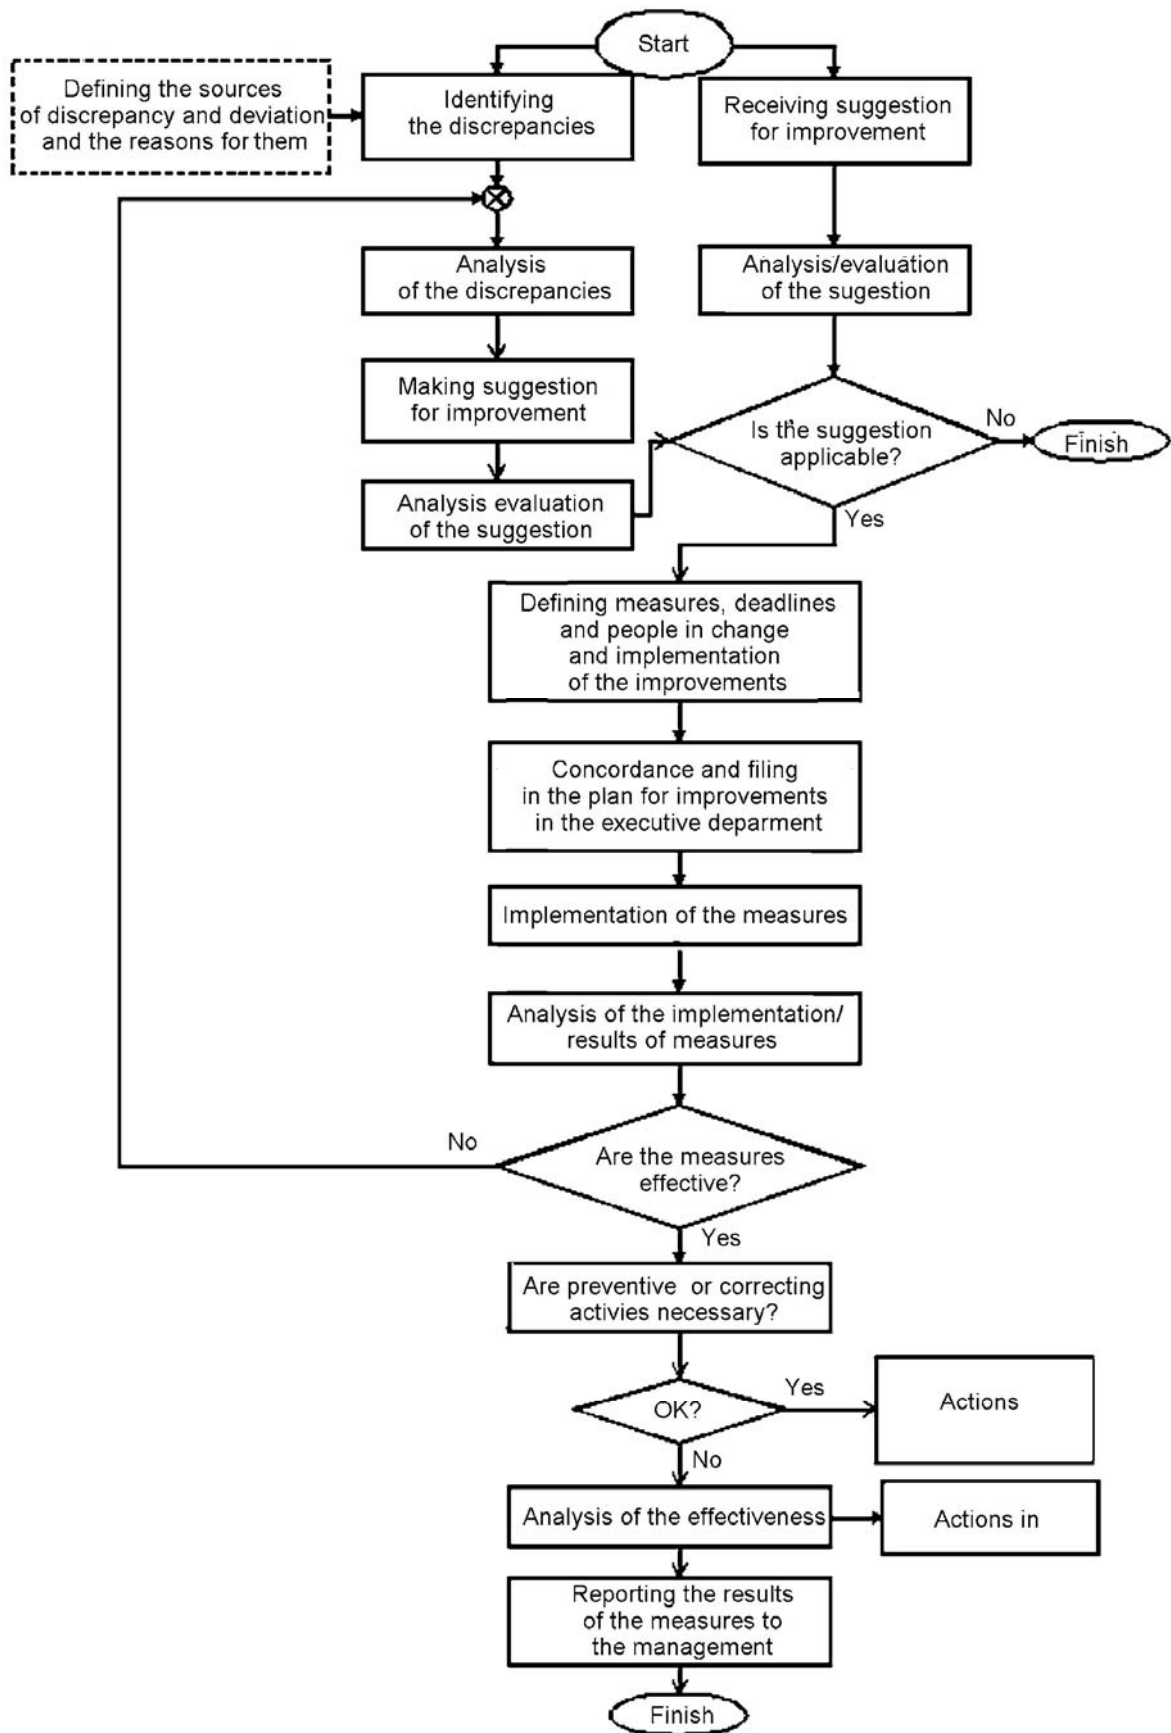 Start
Defining the sources
of discrepancy and deviation
and the reasons for them
Identifying
the discrepancies
Receiving suggestion
for improvement
Analysis
of the discrepancies
Analysis/evaluation
of the sugestion
Making suggestion
for improvement
Is the suggestion
applicable?
No
Finish
Analysis evaluation
of the suggestion
Yes
Defining measures, deadlines
and people in change
and implementation
of the improvements
Concordance and filing
in the plan for improvements
in the executive deparment
Implementation of the measures
Analysis of the implementation/
results of measures
No
Are the measures
effective?
Yes
Are preventive or correcting
activies necessary?
OK?
Yes
Actions
No
Analysis of the effectiveness
Actions in
Reporting the results
of the measures to
the management
Finish